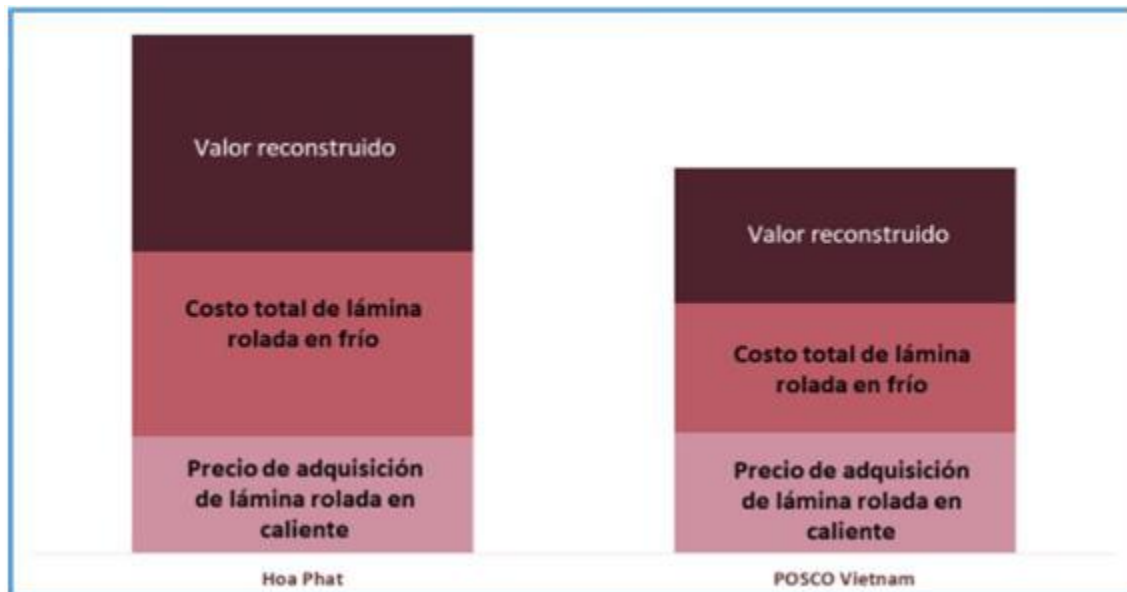 Valor reconstruido
Costo total de lámina
rolada en frío
Precio de adquisición
de lámina rolada en
caliente
Hoa Phat
Valor reconstruido
Costo total de lámina
rolada en frío
Precio de adquisición
de lámina rolada en
caliente
POSCO Vietnam